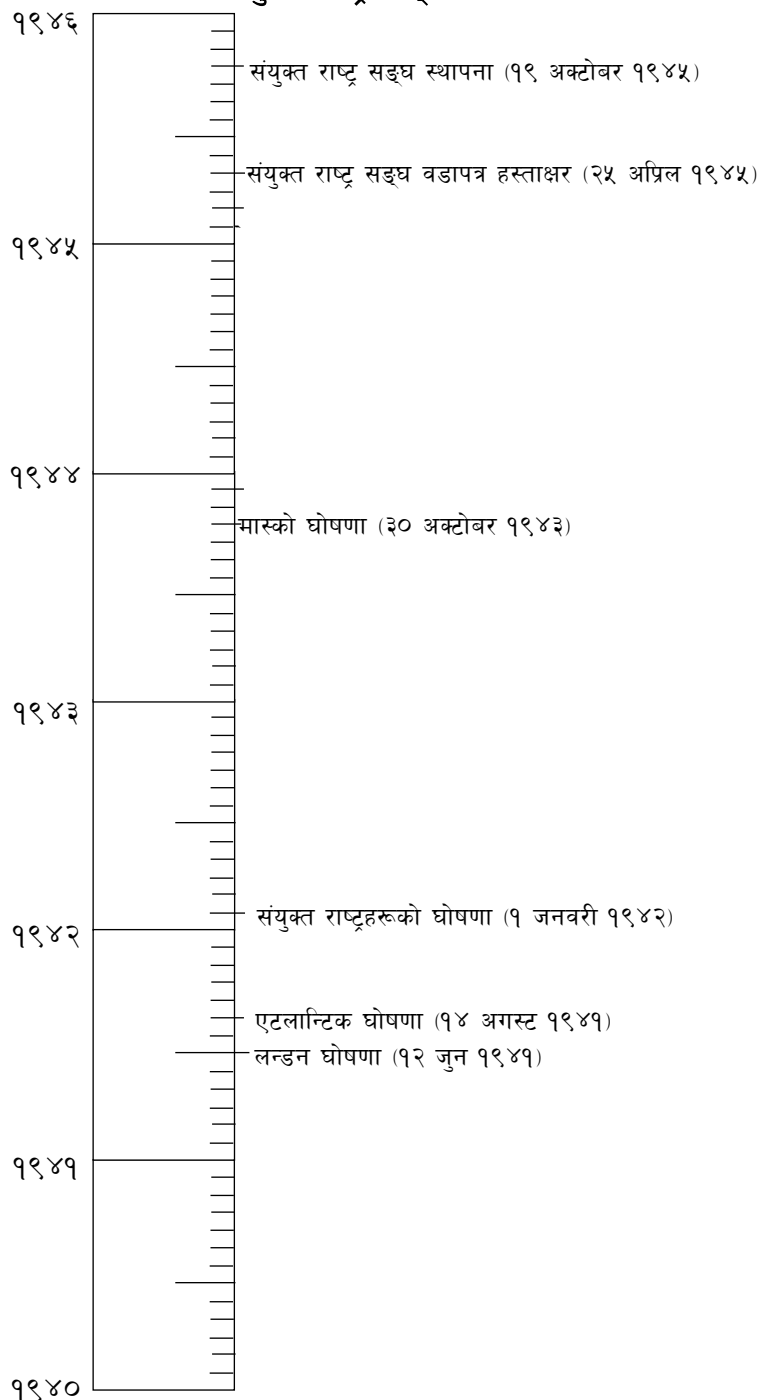 १९४६
संयुक्त राष्ट्र सङ्घ स्थापना (१९ अक्टोबर १९४५)
संयुक्त राष्ट्र सङ्घ वडापत्र हस्ताक्षर (२५ अप्रिल १९४५)
१९४५
१९४४
मास्को घोषणा (३० अक्टोबर १९४३)
१९४३
संयुक्त राष्ट्रहरूको घोषणा (१ जनवरी १९४२)
१९४२
एटलान्टिक घोषणा (१४ अगस्ट १९४१)
लन्डन घोषणा (१२ जुन १९४१)
१९४१
१९४०